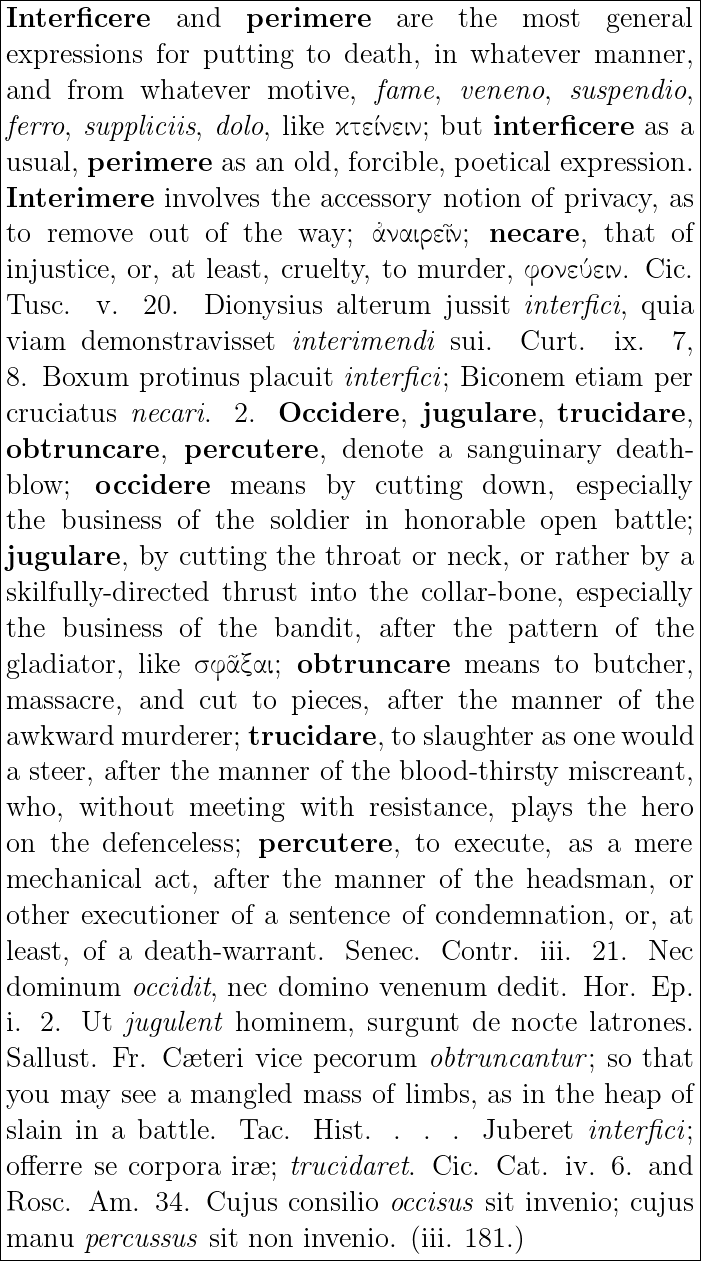 Interficere and perimere are the most general
expressions for putting to death, in whatever manner,
and from whatever motive, fame, veneno, suspendio,
ferro, suppliciis, dolo, like κτείνειν; but interficere as a
usual, perimere as an old, forcible, poetical expression.
Interimere involves the accessory notion of privacy, as
to remove out of the way; ἀναιρεῖν; necare, that of
injustice, or, at least, cruelty, to murder, φονεύειν. Cic.
Tusc. v. 20. Dionysius alterum jussit interfici, quia
viam demonstravisset interimendi sui. Curt. ix. 7,
8. Boxum protinus placuit interfici; Biconem etiam per
cruciatus necari. 2. Occidere, jugulare, trucidare,
obtruncare, percutere, denote a sanguinary death-
blow; occidere means by cutting down, especially
the business of the soldier in honorable open battle;
jugulare, by cutting the throat or neck, or rather by a
skilfully-directed thrust into the collar-bone, especially
the business of the bandit, after the pattern of the
gladiator, like σφᾶξαι; obtruncare means to butcher,
massacre, and cut to pieces, after the manner of the
awkward murderer; trucidare, to slaughter as one would
a steer, after the manner of the blood-thirsty miscreant,
who, without meeting with resistance, plays the hero
on the defenceless; percutere, to execute, as a mere
mechanical act, after the manner of the headsman, or
other executioner of a sentence of condemnation, or, at
least, of a death-warrant. Senec. Contr. iii. 21. Nec
dominum occidit, nec domino venenum dedit. Hor. Ep.
i. 2. Ut jugulent hominem, surgunt de nocte latrones.
Sallust. Fr. Cæteri vice pecorum obtruncantur; so that
you may see a mangled mass of limbs, as in the heap of
slain in a battle. Tac. Hist. . . . Juberet interfici;
offerre se corpora iræ; trucidaret. Cic. Cat. iv. 6. and
Rosc. Am. 34. Cujus consilio occisus sit invenio; cujus
manu percussus sit non invenio. (iii. 181.)